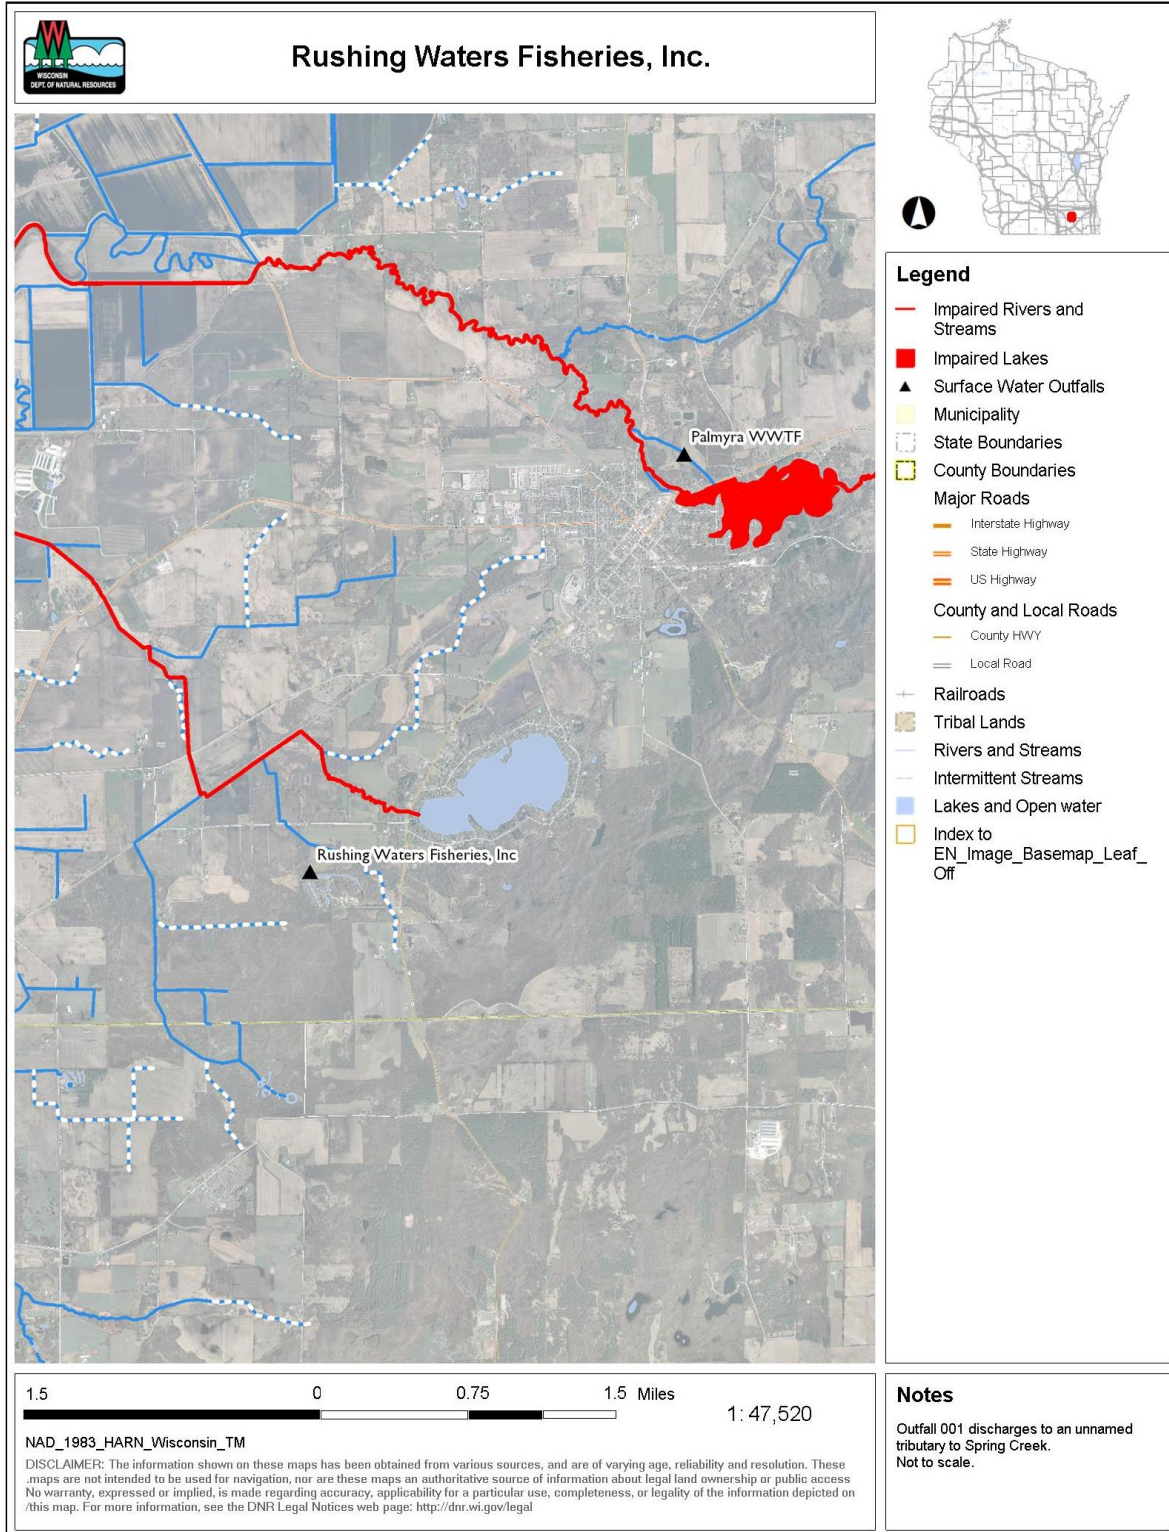 WISCONSIN
DEPT. OF NATURAL RESOURCES
Rushing Waters Fisheries, Inc.
Palmyra WWTF
Rushing Waters Fisheries, Inc
Legend
Impaired Rivers and
Streams
Impaired Lakes
Surface Water Outfalls
Municipality
State Boundaries
County Boundaries
Major Roads
Interstate Highway
State Highway
US Highway
County and Local Roads
County HWY
Local Road
Railroads
Tribal Lands
Rivers and Streams
Intermittent Streams
Lakes and Open water
Index to
EN_Image_Basemap_Leaf_
Off
1.5 0 0.75 1.5 Miles
1: 47,520
NAD_1983_HARN_Wisconsin_TM
DISCLAIMER: The information shown on these maps has been obtained from various sources, and are of varying age, reliability and resolution. These
.maps are not intended to be used for navigation, nor are these maps an authoritative source of information about legal land ownership or public access
No warranty, expressed or implied, is made regarding accuracy, applicability for a particular use, completeness, or legality of the information depicted on
/this map. For more information, see the DNR Legal Notices web page: http://dnr.wi.gov/legal
Notes
Outfall 001 discharges to an unnamed
tributary to Spring Creek.
Not to scale.